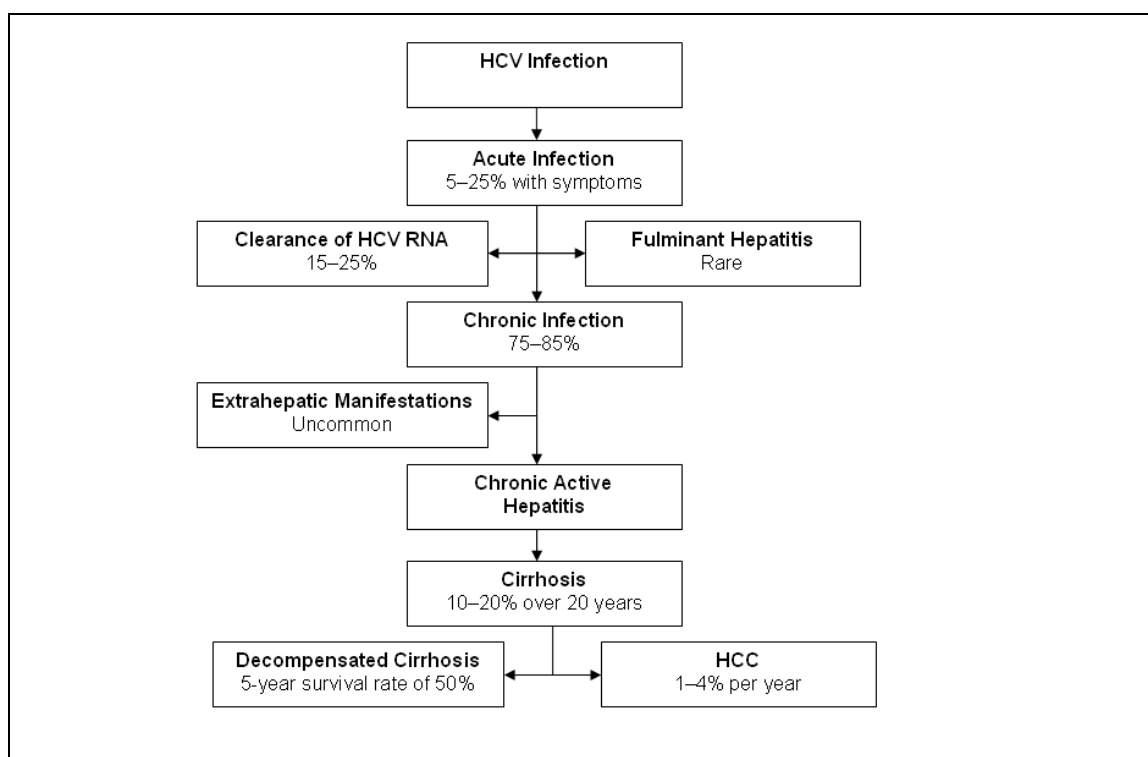 HCV Infection
Acute Infection
5–25% with symptoms
Clearance of HCV RNA
15–25%
Fulminant Hepatitis
Rare
Chronic Infection
75–85%
Extrahepatic Manifestations
Uncommon
Chronic Active
Hepatitis
Cirrhosis
10–20% over 20 years
Decompensated Cirrhosis
5-year survival rate of 50%
HCC
1–4% per year